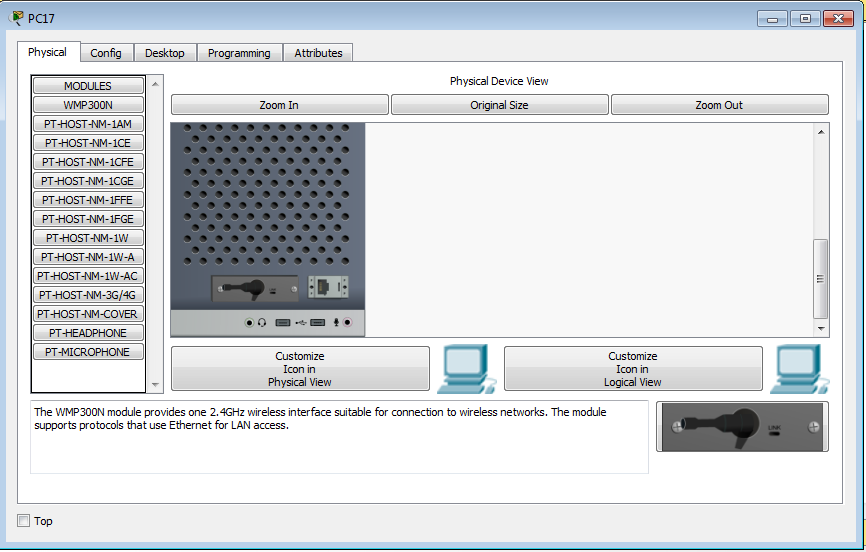 PC17
Physical
Config
Desktop
Programming
Attributes
MODULES
WMP300N
PT-HOST-NM-1AM
PT-HOST-NM-1CE
PT-HOST-NM-1CFE
PT-HOST-NM-1CGE
PT-HOST-NM-1FFE
PT-HOST-NM-1FGE
PT-HOST-NM-1W
PT-HOST-NM-1W-A
PT-HOST-NM-1W-AC
PT-HOST-NM-3G/4G
PT-HOST-NM-COVER
PT-HEADPHONE
PT-MICROPHONE
Physical Device View
Zoom In
Original Size
Zoom Out
Customize
Icon in
Physical View
Customize
Icon in
Logical View
The WMP300N module provides one 2.4GHz wireless interface suitable for connection to wireless networks. The module
supports protocols that use Ethernet for LAN access.
LINK
Top